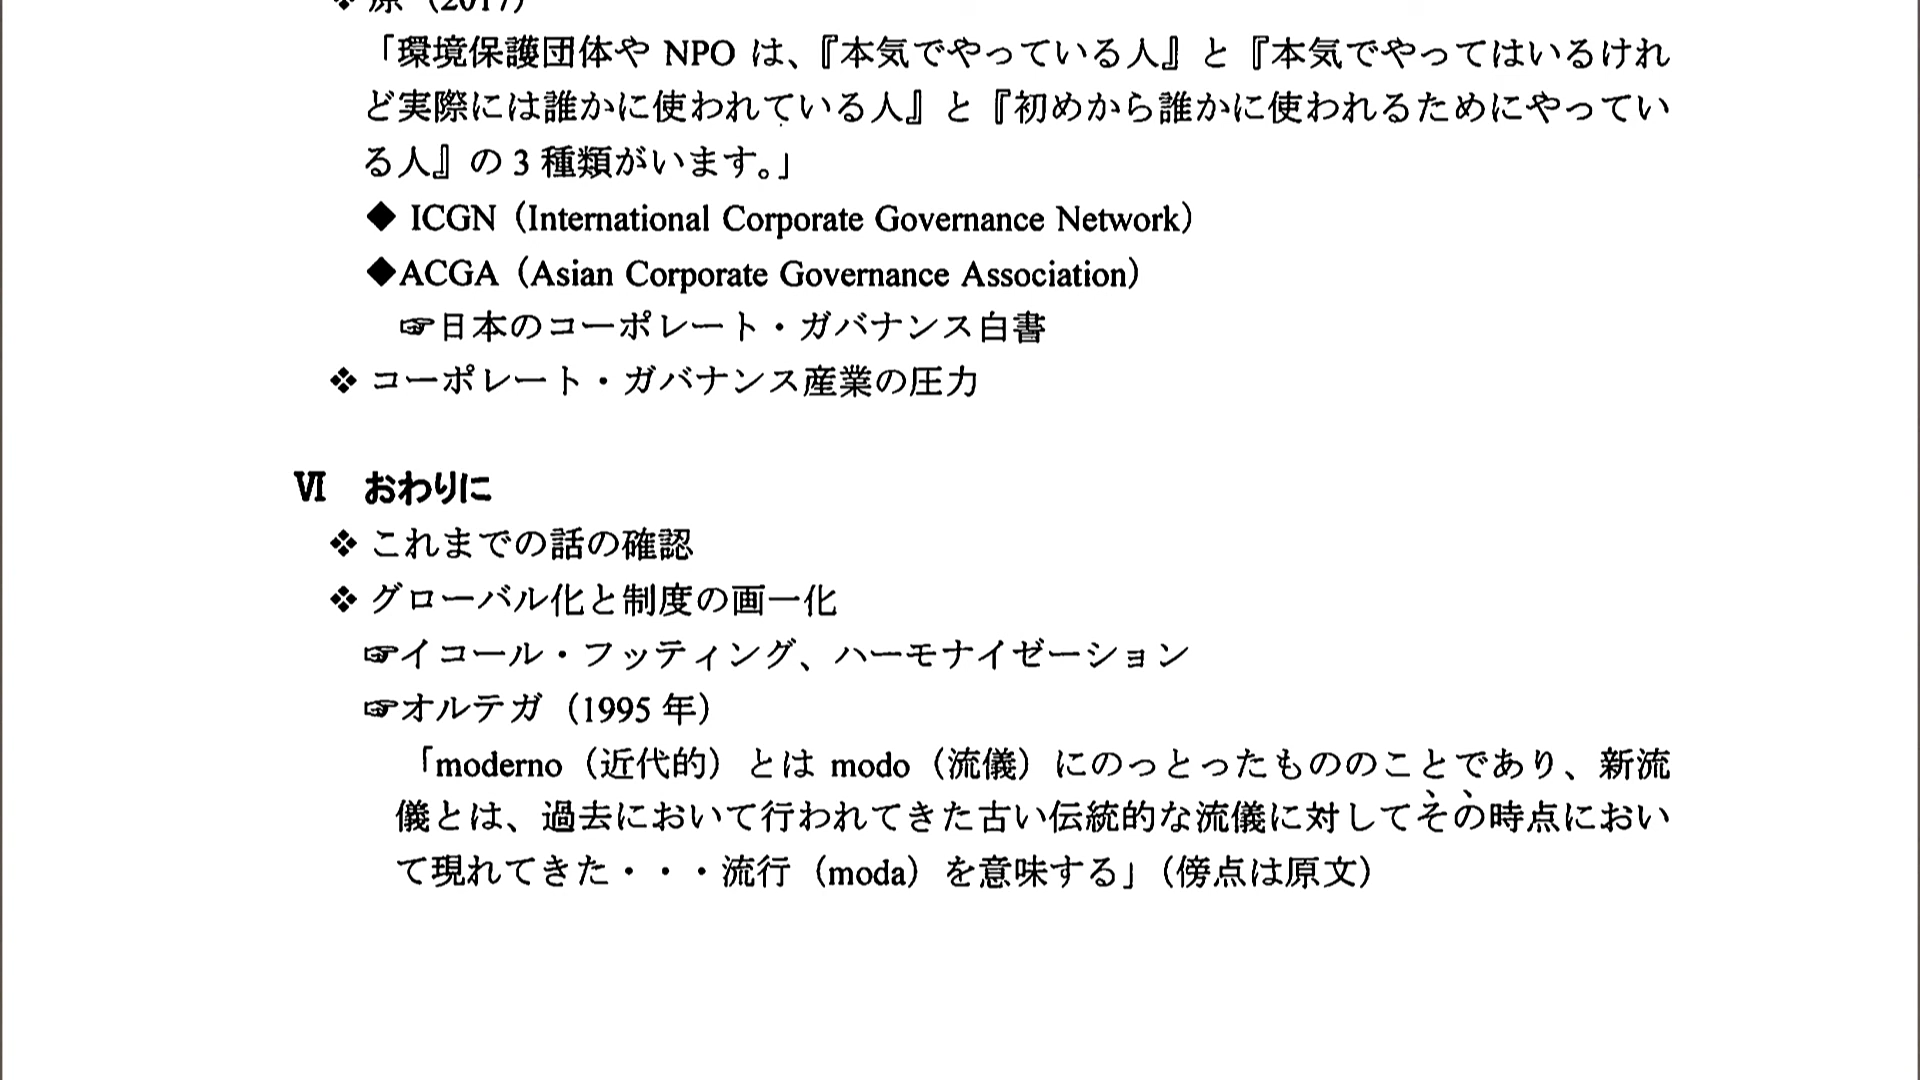 ❖ 原（2017）
「環境保護団体や NPO は、『本気でやっている人』と『本気でやってはいるけれ
ど実際には誰かに使われている人』と『初めから誰かに使われるためにやってい
る人』の 3 種類がいます。」
◆ ICGN（International Corporate Governance Network）
◆ACGA（Asian Corporate Governance Association）
☞日本のコーポレート・ガバナンス白書
❖ コーポレート・ガバナンス産業の圧力
Ⅵ　おわりに
❖ これまでの話の確認
❖ グローバル化と制度の画一化
☞イコール・フッティング、ハーモナイゼーション
☞オルテガ（1995 年）
「moderno（近代的）とは modo（流儀）にのっとったもののことであり、新流
儀とは、過去において行われてきた古い伝統的な流儀に対してその時点におい
て現れてきた・・・流行（moda）を意味する」（傍点は原文）